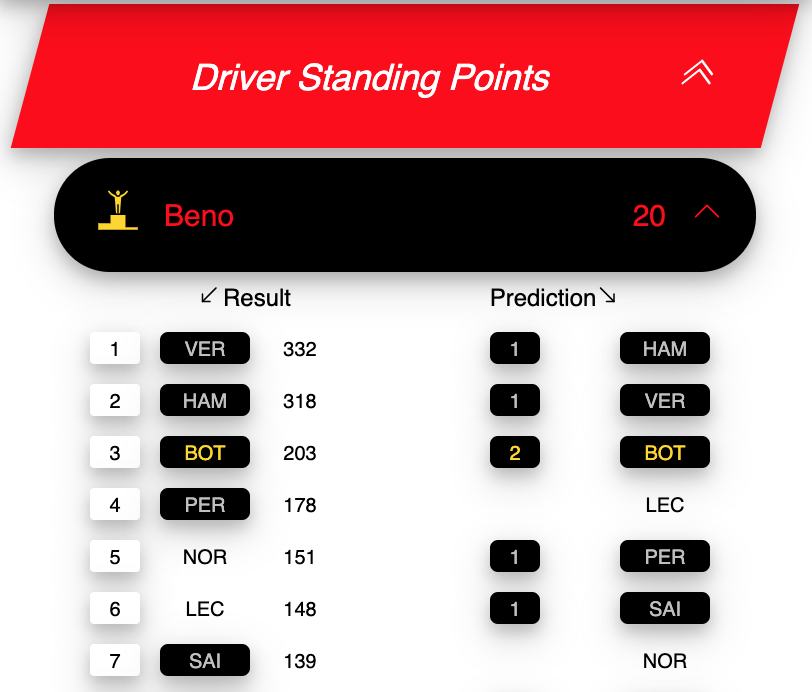 Driver Standing Points
Beno 20
Result Prediction
1 VER 332 1 HAM
2 HAM 318 1 VER
3 BOT 203 2 BOT
4 PER 178 LEC
5 NOR 151 1 PER
6 LEC 148 1 SAI
7 SAI 139 NOR